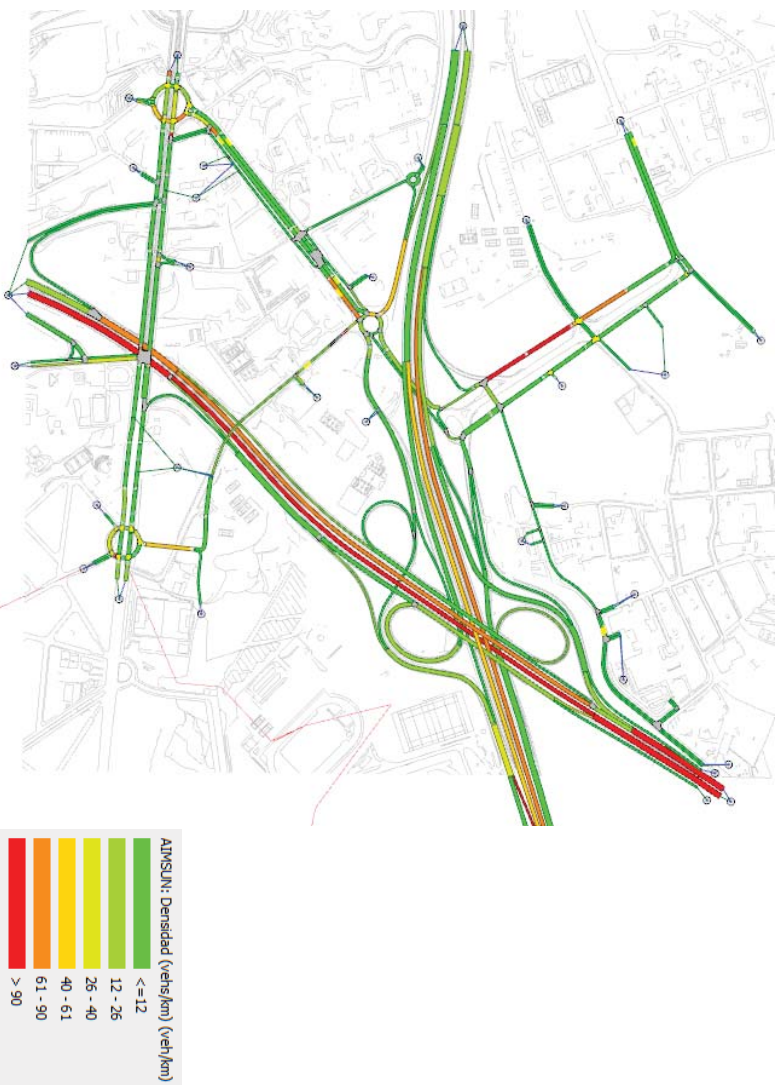 AIMSUN: Densidad (vehs/km) (veh/km)
<=12
12 - 26
26 - 40
40 - 61
61 - 90
> 90